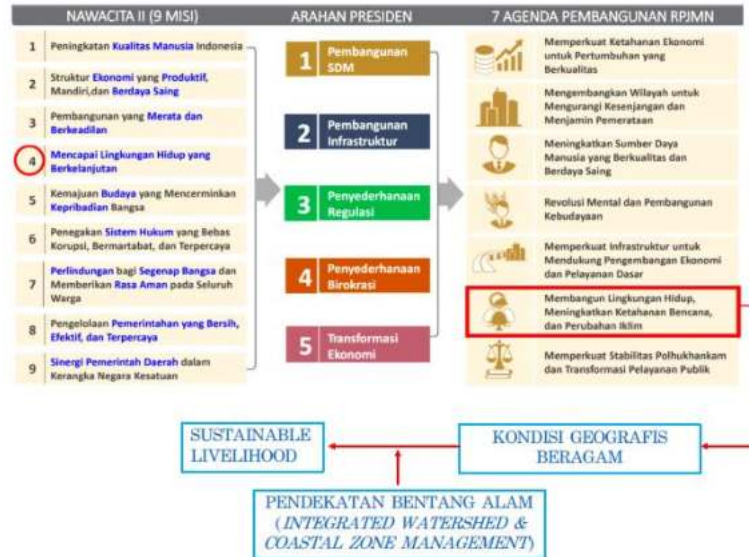 NAWACITA II (9 MISI)
1 Peningkatan Kualitas Manusia Indonesia
2 Struktur Ekonomi yang Produktif,
Mandiri,dan Berdaya Saing
3 Pembangunan yang Merata dan
Berkeadilan
4 Mencapai Lingkungan Hidup yang
Berkelanjutan
5 Kemajuan Budaya yang Mencerminkan
Kepribadian Bangsa
6 Penegakan Sistem Hukum yang Bebas
Korupsi, Bermartabat, dan Terpercaya
7 Perlindungan bagi Segenap Bangsa dan
Memberikan Rasa Aman pada Seluruh
Warga
8 Pengelolaan Pemerintahan yang Bersih,
Efektif, dan Terpercaya
9 Sinergi Pemerintah Daerah dalam
Kerangka Negara Kesatuan
ARAHAN PRESIDEN
1 Pembangunan
SDM
2 Pembangunan
Infrastruktur
3 Penyederhanaan
Regulasi
4 Penyederhanaan
Birokrasi
5 Transformasi
Ekonomi
7 AGENDA PEMBANGUNAN RPJMN
Memperkuat Ketahanan Ekonomi
untuk Pertumbuhan yang
Berkualitas
Mengembangkan Wilayah untuk
Mengurangi Kesenjangan dan
Menjamin Pemerataan
Meningkatkan Sumber Daya
Manusia yang Berkualitas dan
Berdaya Saing
Revolusi Mental dan Pembangunan
Kebudayaan
Memperkuat Infrastruktur untuk
Mendukung Pengembangan Ekonomi
dan Pelayanan Dasar
Membangun Lingkungan Hidup,
Meningkatkan Ketahanan Bencana,
dan Perubahan Iklim
Memperkuat Stabilitas Polhukhankam
dan Transformasi Pelayanan Publik
SUSTAINABLE
LIVELIHOOD
KONDISI GEOGRAFIS
BERAGAM
PENDEKATAN BENTANG ALAM
(INTEGRATED WATERSHED &
COASTAL ZONE MANAGEMENT)